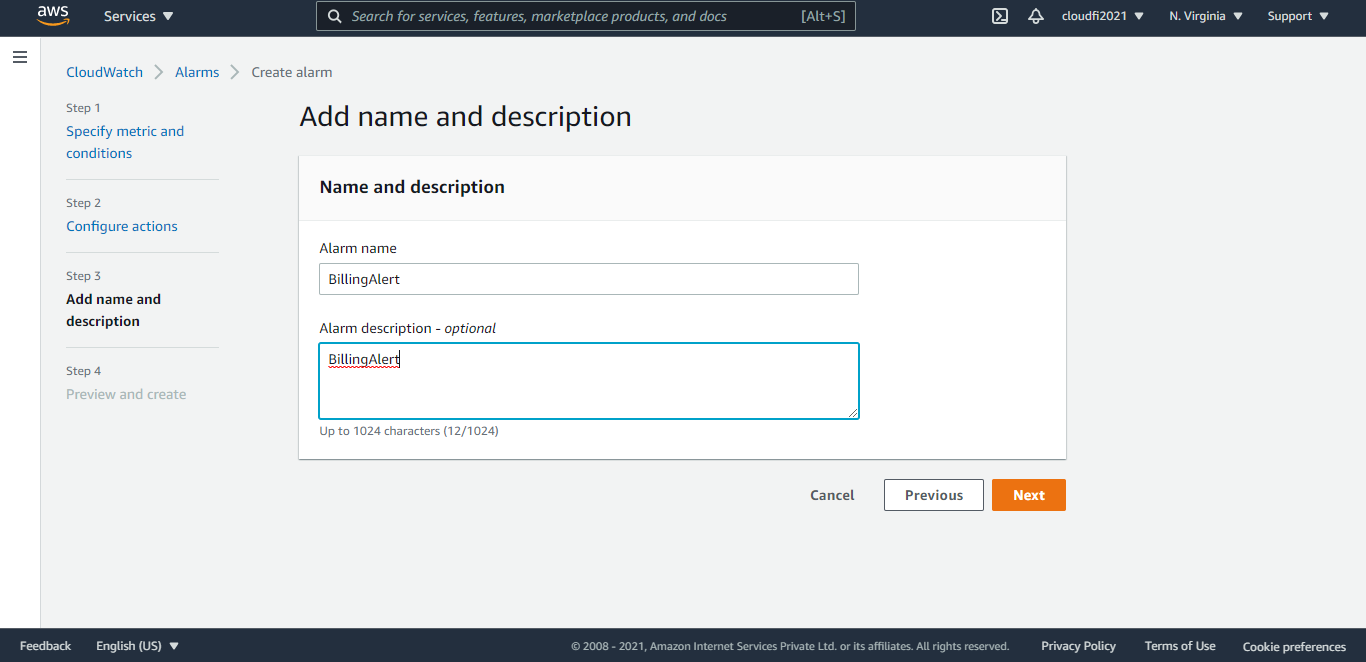 aws Services Search for services, features, marketplace products, and docs [Alt+S] cloudfi2021 N. Virginia Support
CloudWatch Alarms Create alarm
Step 1
Specify metric and
conditions
Step 2
Configure actions
Step 3
Add name and
description
Step 4
Preview and create
Add name and description
Name and description
Alarm name
BillingAlert
Alarm description - optional
BillingAlert
Up to 1024 characters (12/1024)
Cancel Previous Next
Feedback English (US) © 2008 - 2021, Amazon Internet Services Private Ltd. or its affiliates. All rights reserved. Privacy Policy Terms of Use Cookie preferences